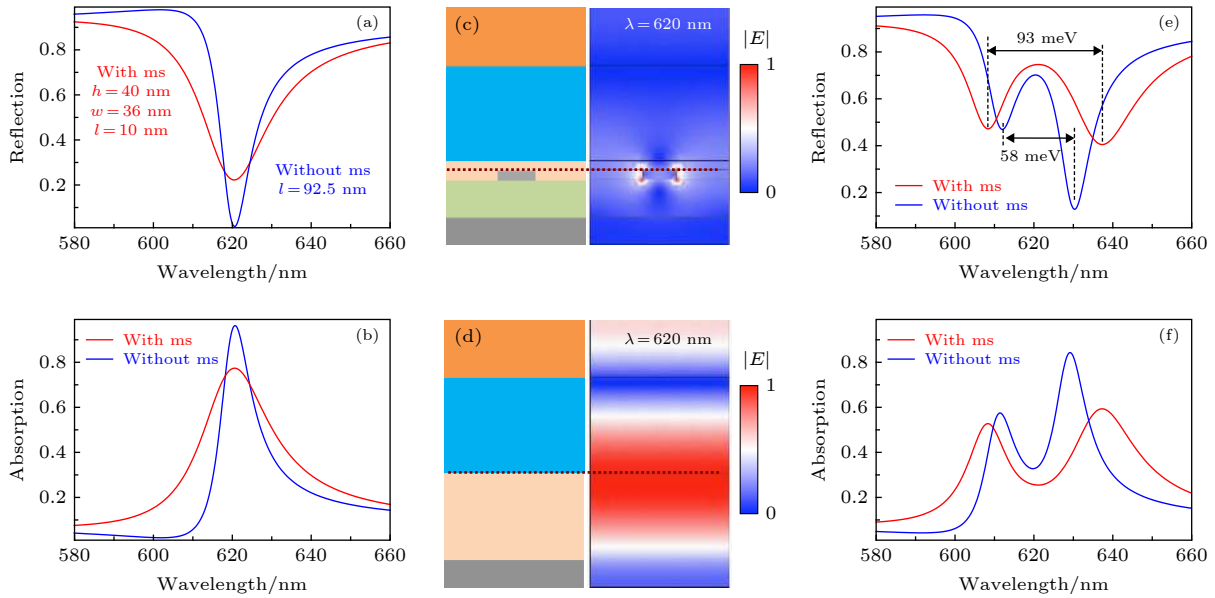 (a)
With ms
h = 40 nm
w = 36 nm
l = 10 nm
Without ms
l = 92.5 nm
0.8
0.6
0.4
0.2
580
600
620
640
660
Reflection
Wavelength/nm
(c)
λ = 620 nm
|E|
1
0
(e)
93 meV
58 meV
With ms
Without ms
0.8
0.6
0.4
0.2
580
600
620
640
660
Reflection
Wavelength/nm
(b)
With ms
Without ms
0.8
0.6
0.4
0.2
580
600
620
640
660
Absorption
Wavelength/nm
(d)
λ = 620 nm
|E|
1
0
(f)
With ms
Without ms
0.8
0.6
0.4
0.2
580
600
620
640
660
Absorption
Wavelength/nm